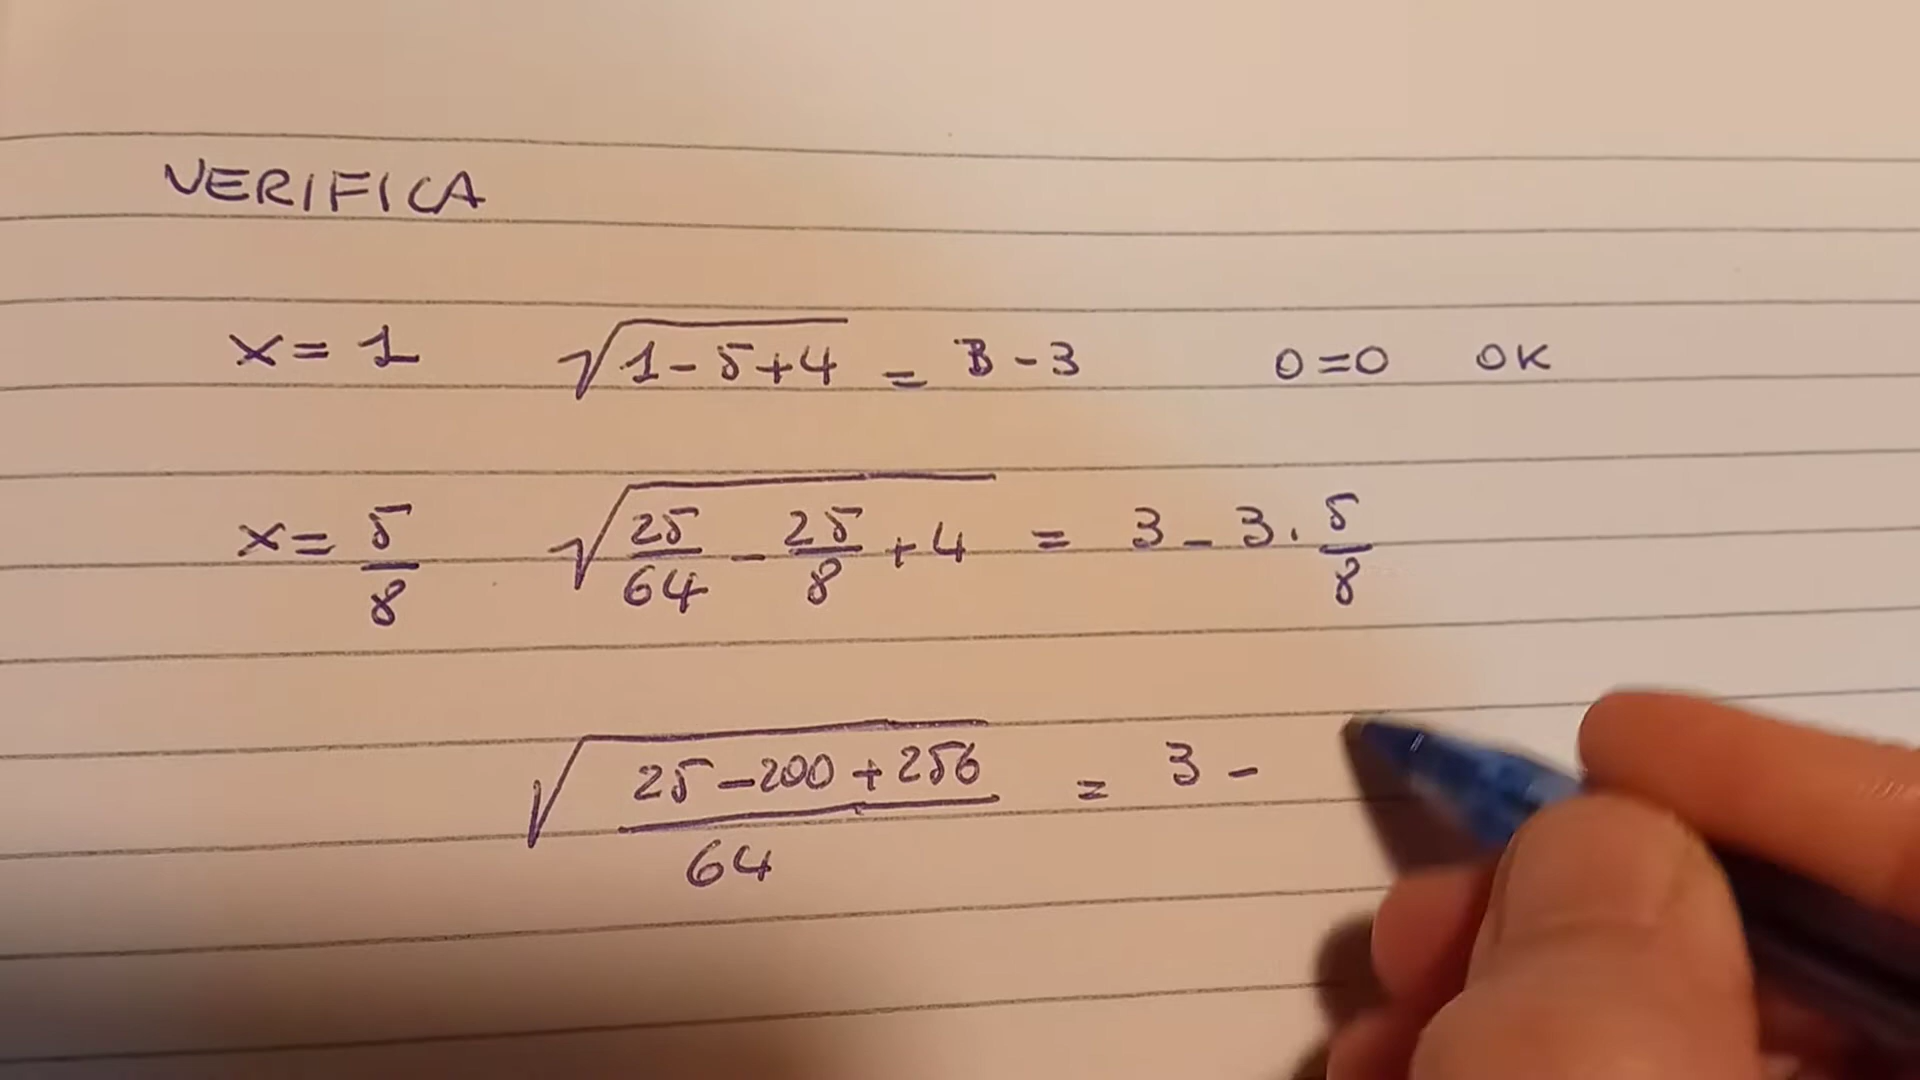 VERIFICA
x = 1 √(1 - 5 + 4) = 3 - 3 0 = 0 OK
x = 5/8 √(25/64 - 25/8 + 4) = 3 - 3 · 5/8
√((25 - 200 + 256)/64) = 3 -